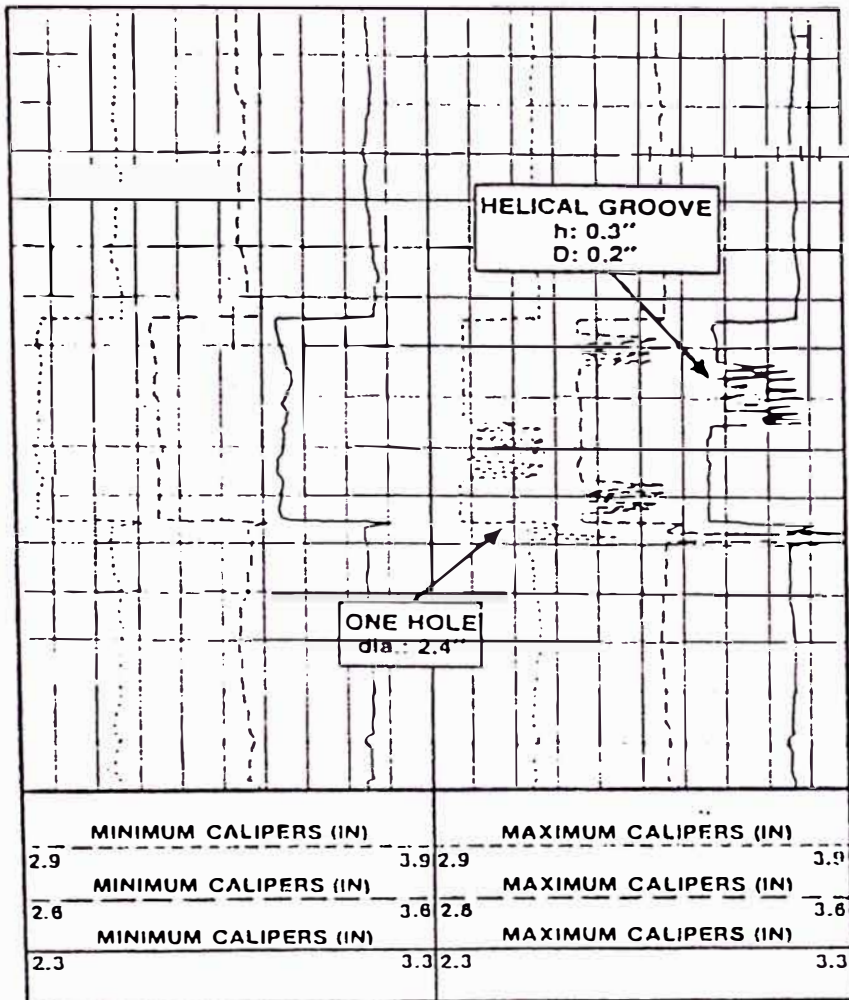 HELICAL GROOVE
h: 0.3"
D: 0.2"
ONE HOLE
dia : 2.4"
MINIMUM CALIPERS (IN)
MAXIMUM CALIPERS (IN)
2.9
3.9
2.9
3.9
MINIMUM CALIPERS (IN)
MAXIMUM CALIPERS (IN)
2.6
3.6
2.6
3.6
MINIMUM CALIPERS (IN)
MAXIMUM CALIPERS (IN)
2.3
3.3
2.3
3.3